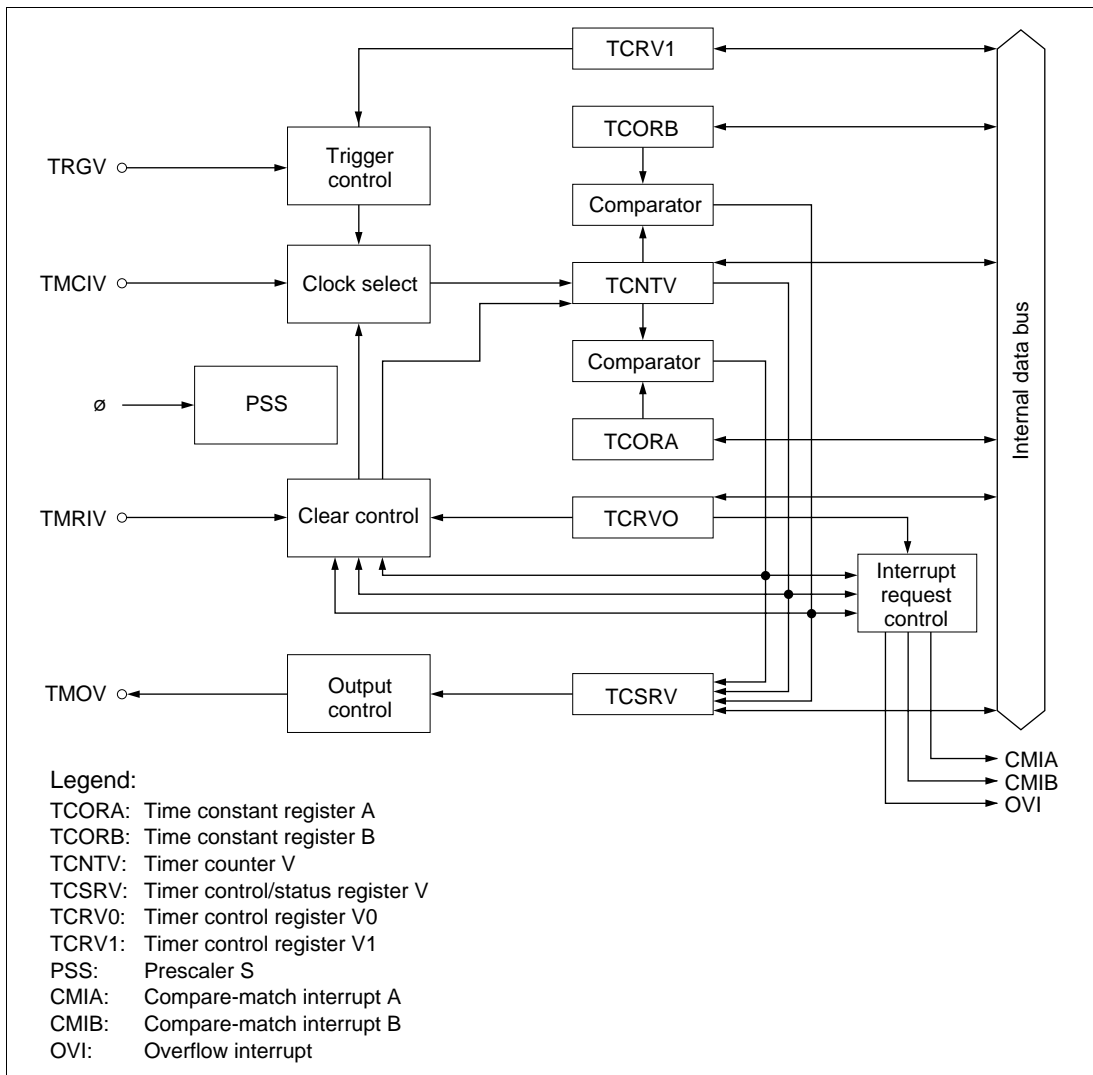 TCRV1
TCORB
TRGV
Trigger
control
Comparator
TMCIV
Clock select
TCNTV
Comparator
Internal data bus
ø
PSS
TCORA
TMRIV
Clear control
TCRVO
Interrupt
request
control
TMOV
Output
control
TCSRV
CMIA
CMIB
OVI
Legend:
TCORA: Time constant register A
TCORB: Time constant register B
TCNTV: Timer counter V
TCSRV: Timer control/status register V
TCRV0: Timer control register V0
TCRV1: Timer control register V1
PSS: Prescaler S
CMIA: Compare-match interrupt A
CMIB: Compare-match interrupt B
OVI: Overflow interrupt